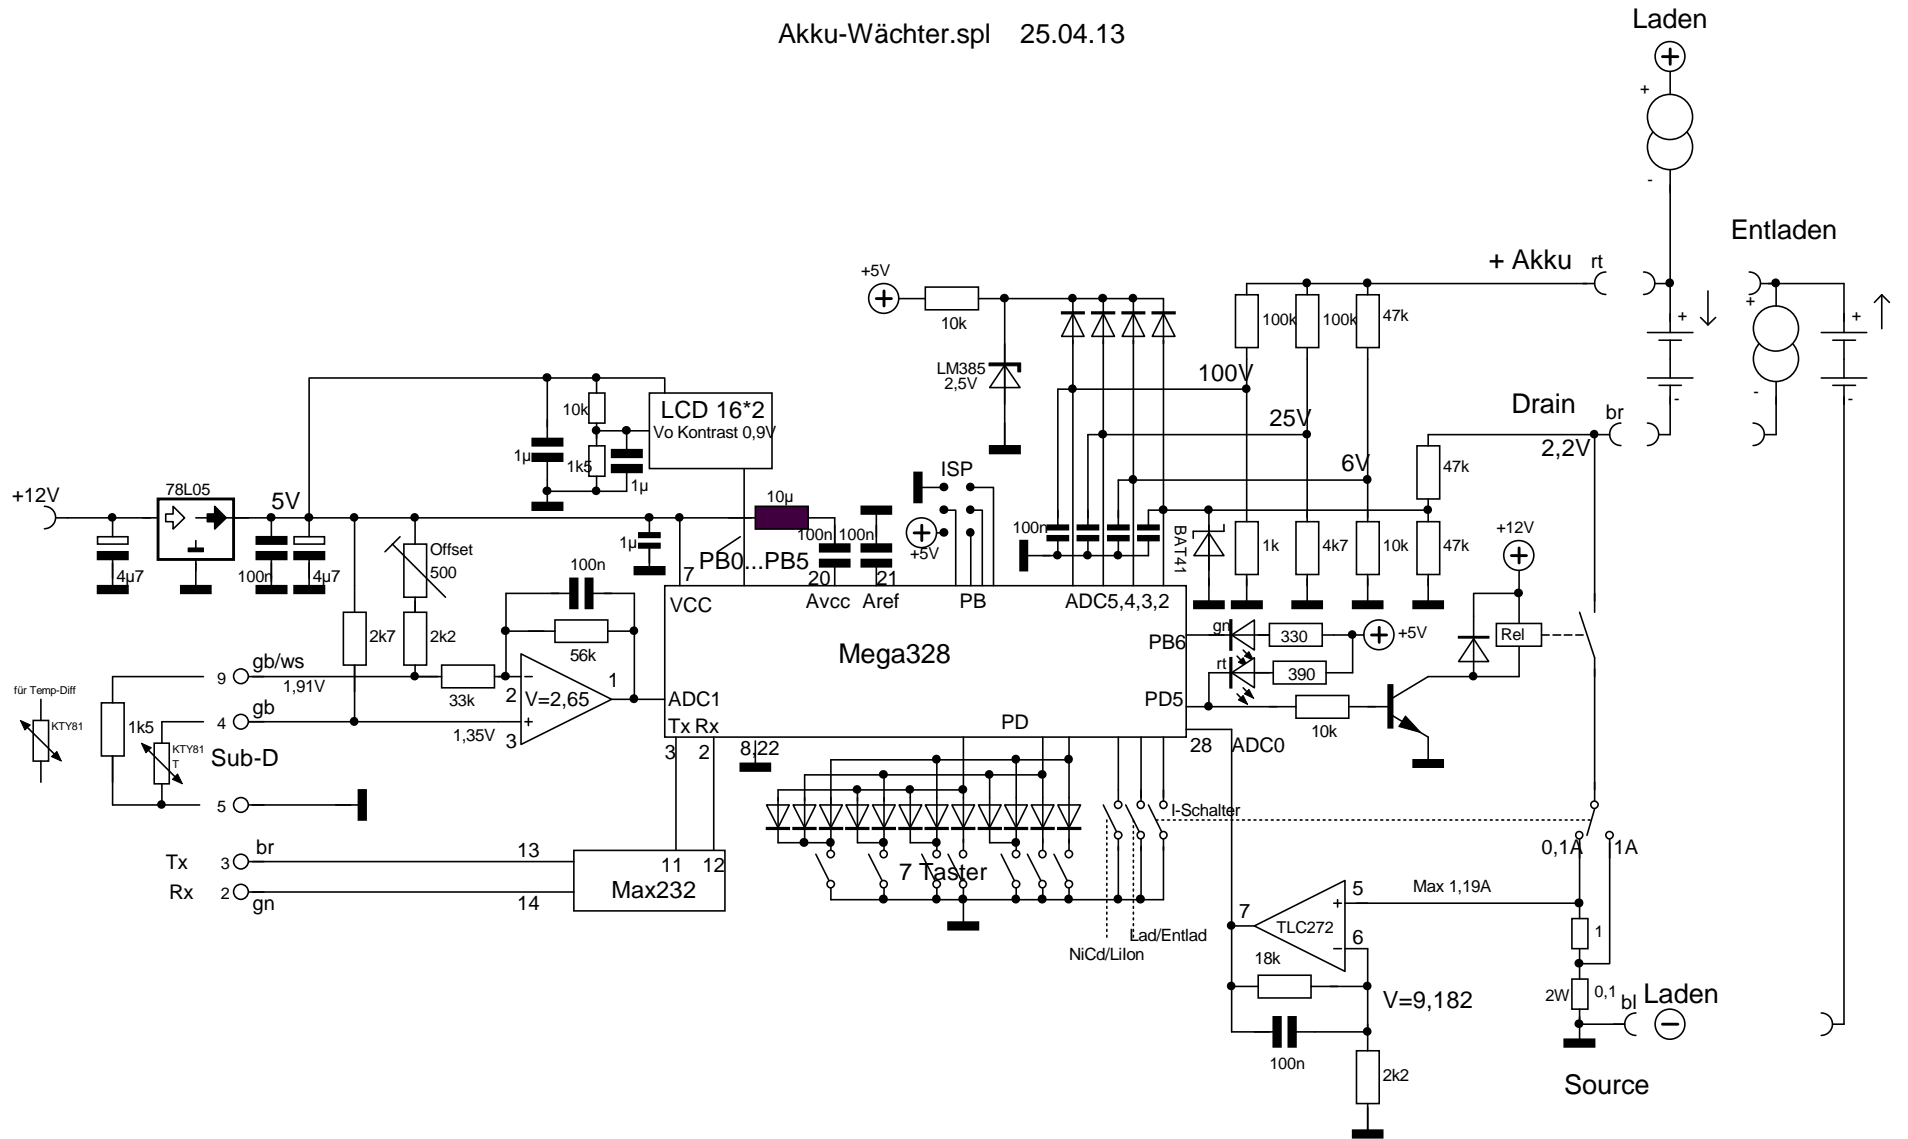 Akku-Wächter.spl 25.04.13
Laden
+
-
Entladen
+ Akku rt
+
-
+
-
+
-
+5V
10k
LM385
2,5V
100k
100k
47k
100V
25V
6V
Drain
br
2,2V
47k
LCD 16*2
Vo Kontrast 0,9V
10k
1k5
1µ
1µ
ISP
+5V
+12V
78L05
5V
4µ7
100n
4µ7
Offset
500
2k7
2k2
100n
56k
1µ
10µ
100n
100n
PB0...PB5
7
20
21
100n
BAT41
1k
4k7
10k
47k
+12V
VCC
Avcc
Aref
PB
ADC5,4,3,2
Mega328
PB6
gn
330
+5V
rt
390
PD5
10k
Rel
ADC1
Tx Rx
PD
3
2
8,22
28
ADC0
für Temp-Diff
KTY81
1k5
KTY81
T
9
gb/ws
1,91V
4
gb
1,35V
Sub-D
5
33k
2
−
V=2,65
1
+
3
Tx
3
br
13
Rx
2
gn
14
11
12
Max232
7 Taster
I-Schalter
Lad/Entlad
NiCd/LiIon
0,1A
1A
Max 1,19A
5
+
7
TLC272
6
−
18k
100n
V=9,182
2k2
1
2W
0,1
bl
Laden
Source